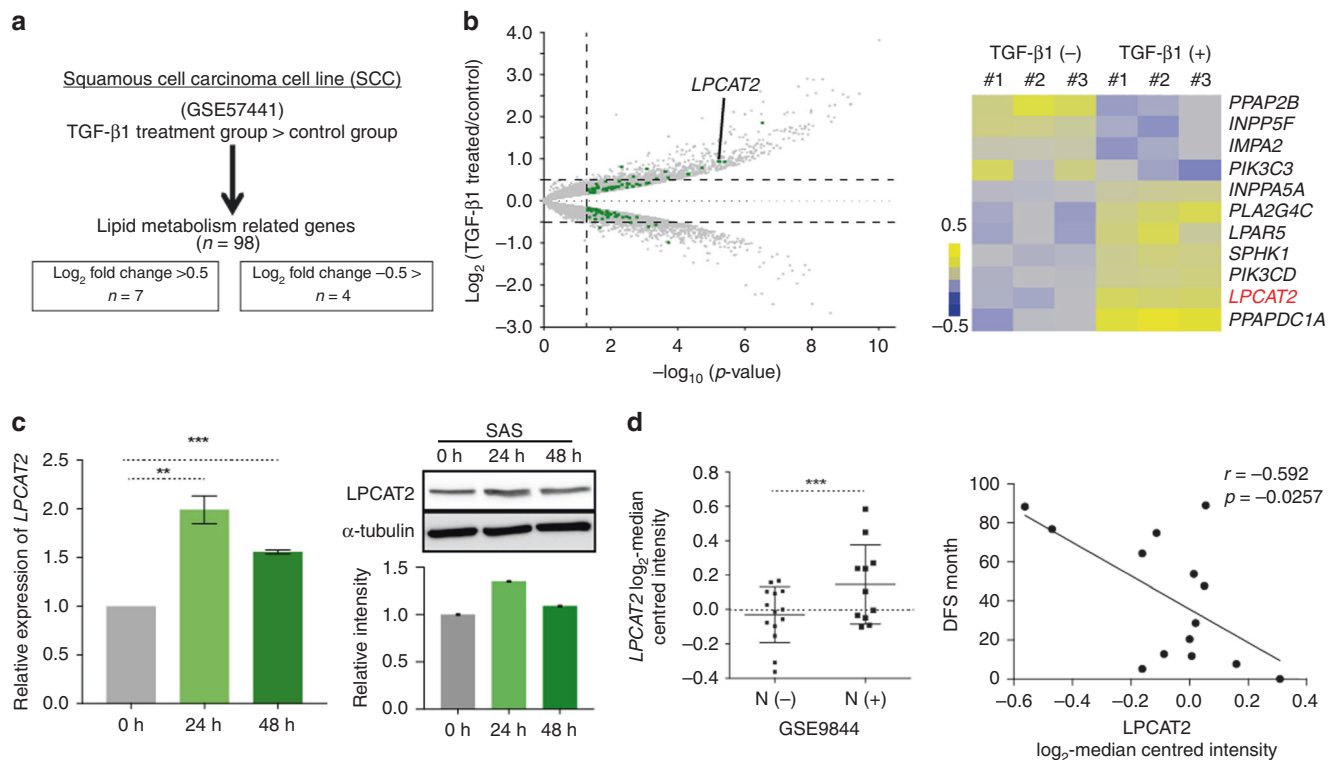 a
Squamous cell carcinoma cell line (SCC)
(GSE57441)
TGF-β1 treatment group > control group
Lipid metabolism related genes
(n = 98)
Log2 fold change >0.5
n = 7
Log2 fold change –0.5 >
n = 4
b
Log2 (TGF-β1 treated/control)
4.0
3.0
2.0
1.0
0.0
–1.0
–2.0
–3.0
LPCAT2
0 2 4 6 8 10
–log10 (p-value)
TGF-β1 (–) TGF-β1 (+)
#1 #2 #3 #1 #2 #3
PPAP2B
INPP5F
IMPA2
PIK3C3
INPPA5A
PLA2G4C
LPAR5
SPHK1
PIK3CD
LPCAT2
PPAPDC1A
0.5
–0.5
c
Relative expression of LPCAT2
2.5
2.0
1.5
1.0
0.5
0.0
***
**
0 h 24 h 48 h
SAS
0 h 24 h 48 h
LPCAT2
α-tubulin
Relative intensity
1.5
1.0
0.5
0.0
0 h 24 h 48 h
d
LPCAT2 log2-median
centred intensity
0.8
0.6
0.4
0.2
0.0
–0.2
–0.4
***
N (–) N (+)
GSE9844
r = –0.592
p = –0.0257
DFS month
100
80
60
40
20
0
–0.6 –0.4 –0.2 0.0 0.2 0.4
LPCAT2
log2-median centred intensity